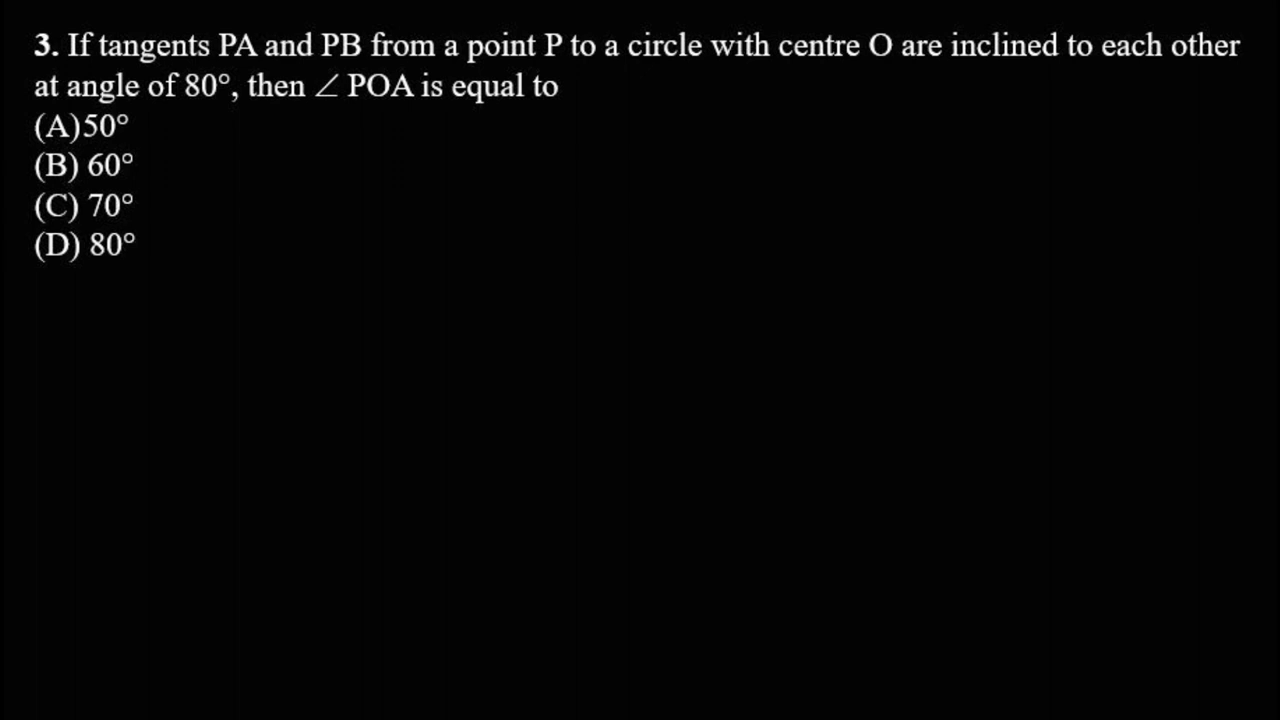 3. If tangents PA and PB from a point P to a circle with centre O are inclined to each other
at angle of 80°, then ∠ POA is equal to
(A)50°
(B) 60°
(C) 70°
(D) 80°